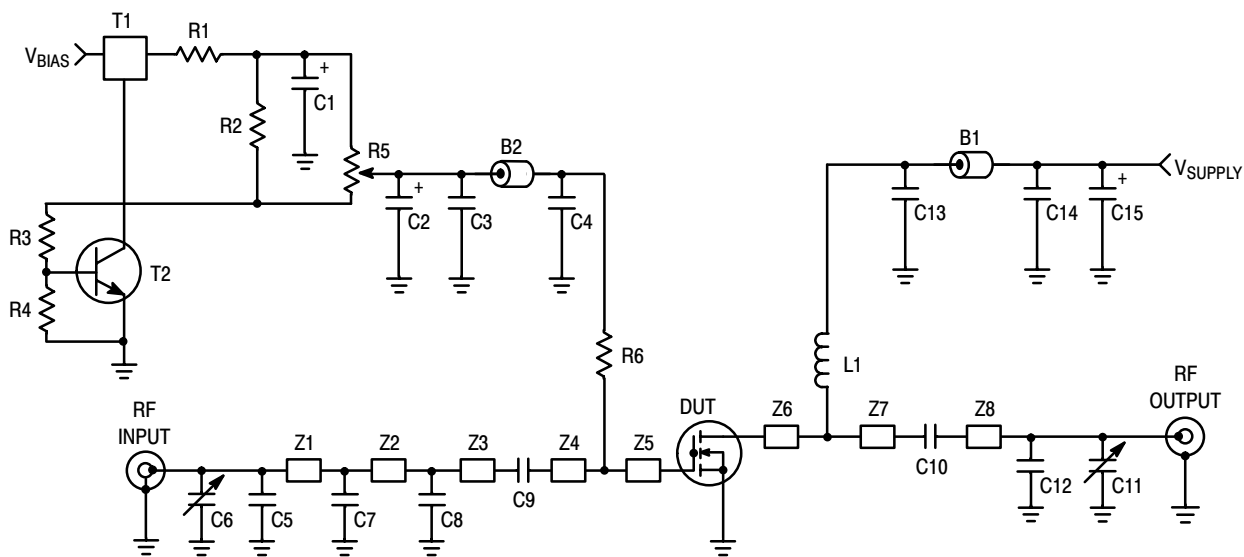 T1
R1
V_BIAS
+
C1
R2
R5
B2
B1
+
C2
C3
C4
C13
C14
+
C15
V_SUPPLY
R3
T2
R4
R6
L1
RF
INPUT
Z1
Z2
Z3
Z4
Z5
DUT
Z6
Z7
Z8
RF
OUTPUT
C9
C10
C6
C5
C7
C8
C12
C11